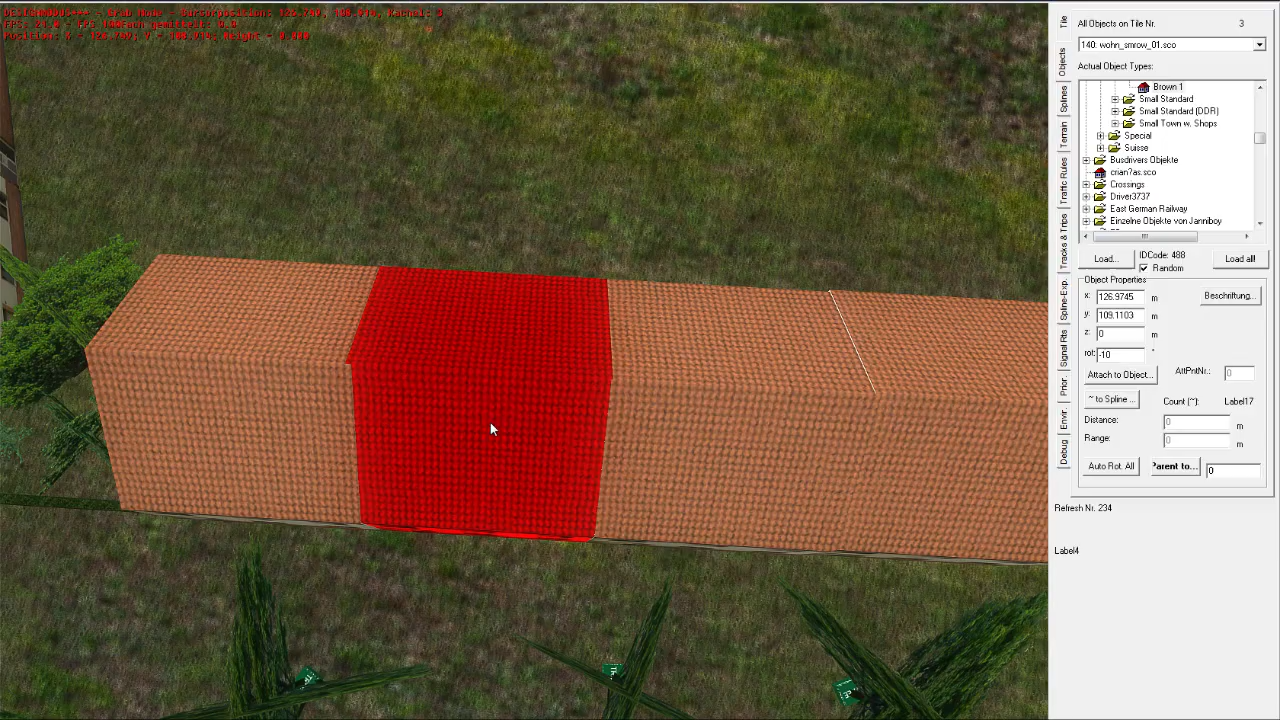 Tile
All Objects on Tile Nr. 3
140. wohn_smrow_01.sco
Actual Object Types:
Objects
Brown 1
Small Standard
Small Standard (DDR)
Small Town w. Shops
Special
Suisse
Busdrivers Objekte
crian?as.sco
Crossings
Driver3737
East German Railway
Einzelne Objekte von Janniboy
Splines
Terrain
Traffic Rules
Tracks & Trips
Spline-Exp.
Signal Rts
Prior.
Envir.
Debug
Load... IDCode: 488 Load all!
Random
Object Properties
x: 126.9745 m Beschriftung...
y: 109.1103 m
z: 0 m
rot: -10 °
Attach to Object... AttPntNr.: 0
~ to Spline ... Count (~): Label17
Distance: 0 m
Range: 0 m
Auto Rot. All Parent to... 0
Refresh Nr. 234
Label4